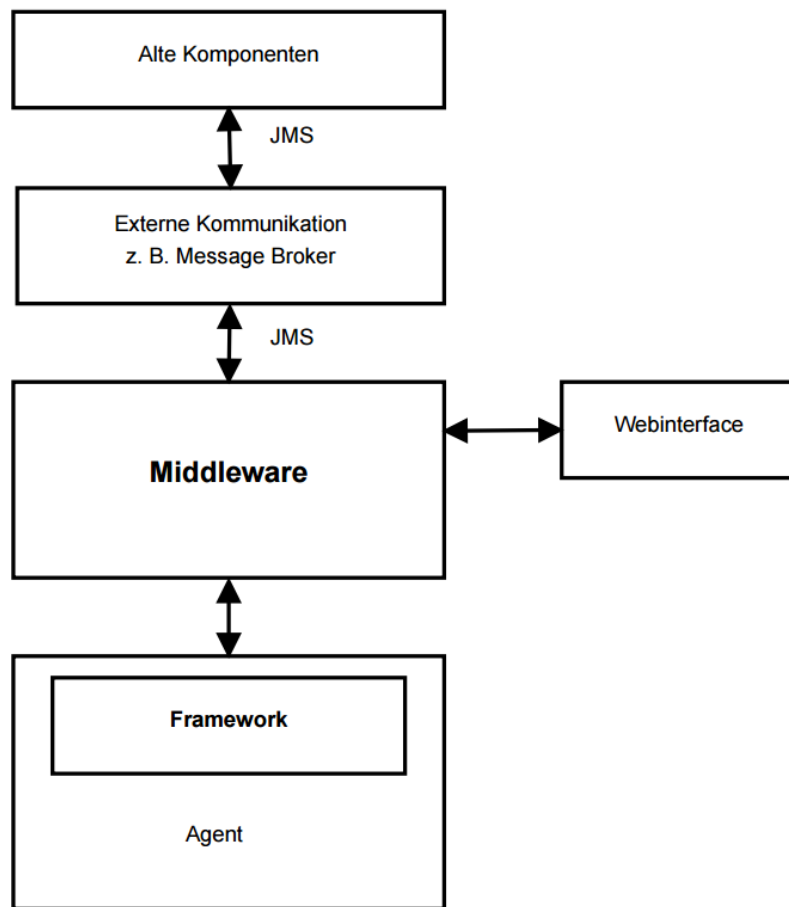 Alte Komponenten
JMS
Externe Kommunikation
z. B. Message Broker
JMS
Middleware
Webinterface
Framework
Agent